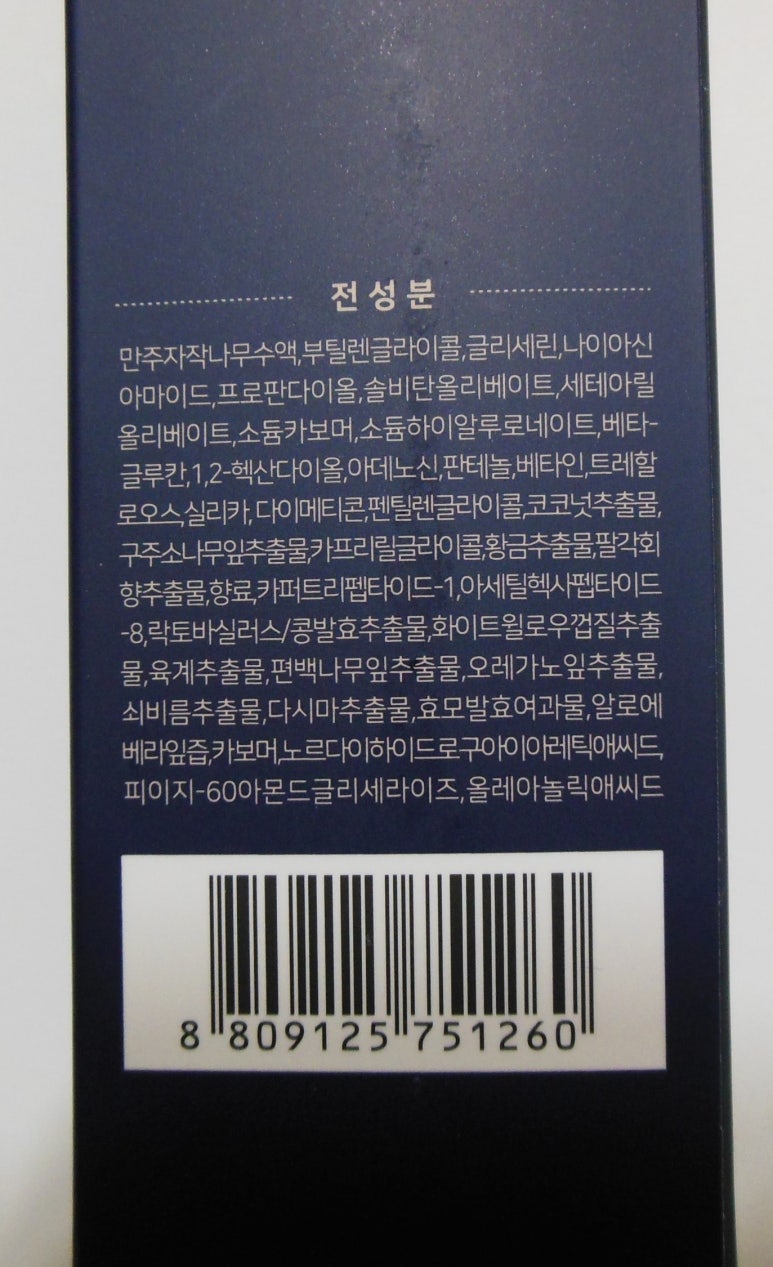 전성분
만주자작나무수액,부틸렌글라이콜,글리세린,나이아신
아마이드,프로판다이올,솔비탄올리베이트,세테아릴
올리베이트,소듐카보머,소듐하이알루로네이트,베타-
글루칸,1,2-헥산다이올,아데노신,판테놀,베타인,트레할
로오스,실리카, 다이메티콘,펜틸렌글라이콜,코코넛추출물,
구주소나무잎추출물,카프리릴글라이콜,황금추출물,팔각회
향추출물,향료,카퍼트리펩타이드-1,아세틸헥사펩타이드
-8,락토바실러스/콩발효추출물,화이트윌로우껍질추출
물,육계추출물,편백나무잎추출물,오레가노잎추출물,
쇠비름추출물,다시마추출물,효모발효여과물,알로에
베라잎즙,카보머,노르다이하이드로구아이아레틱애씨드,
피이지-60아몬드글리세라이즈,올레아놀릭애씨드
8 809125 751260